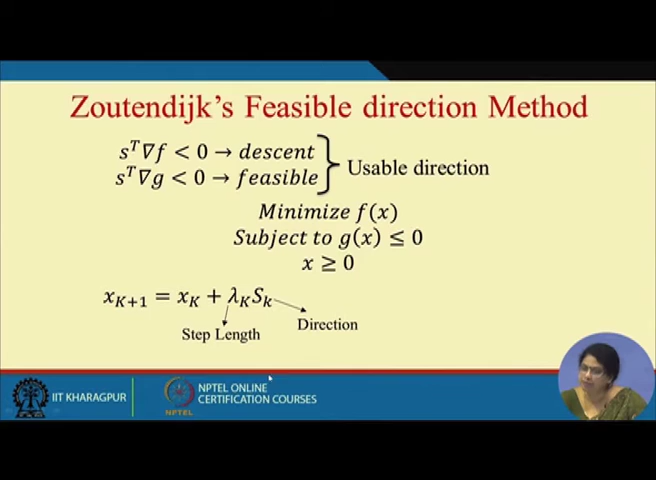 Zoutendijk's Feasible direction Method
s^T∇f < 0 → descent
s^T∇g < 0 → feasible
Usable direction
Minimize f(x)
Subject to g(x) ≤ 0
x ≥ 0
x_{K+1} = x_K + λ_K S_k
Step Length
Direction
IIT KHARAGPUR
NPTEL
NPTEL ONLINE
CERTIFICATION COURSES